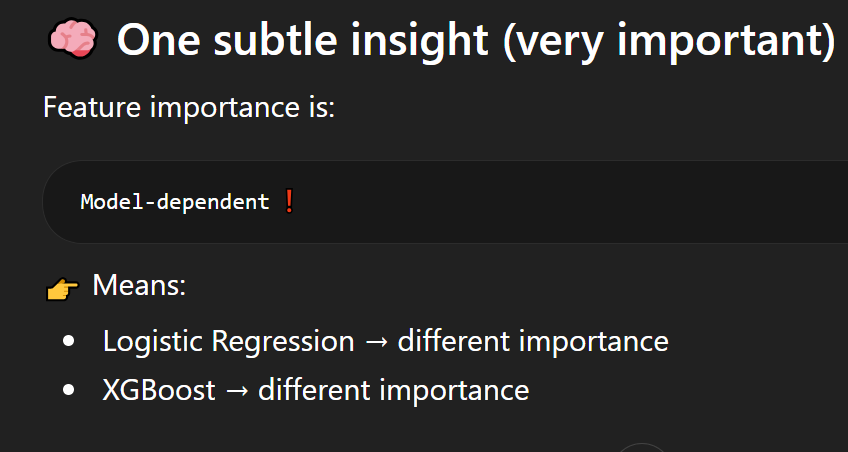 🧠 One subtle insight (very important)
Feature importance is:
Model-dependent ❗
👉 Means:
• Logistic Regression → different importance
• XGBoost → different importance